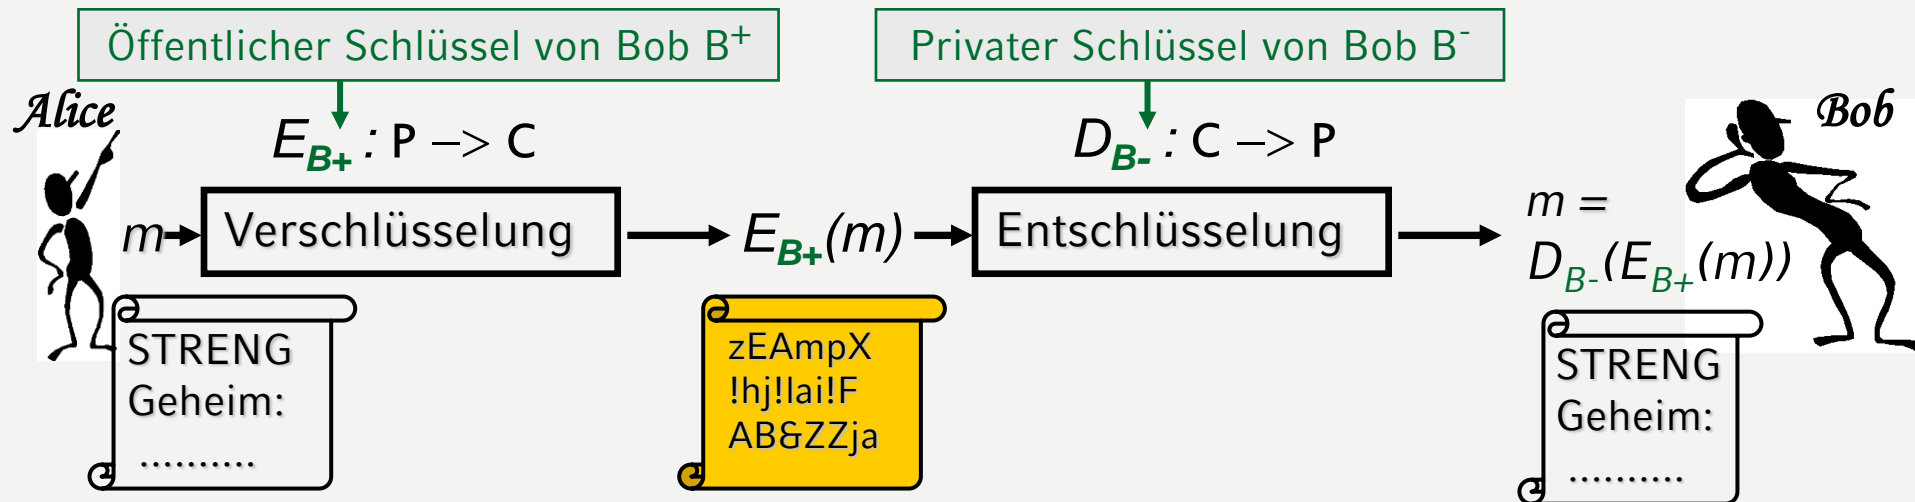 Öffentlicher Schlüssel von Bob B⁺
Privater Schlüssel von Bob B⁻
Alice
E_B+ : P –> C
D_B- : C –> P
Bob
m
Verschlüsselung
E_B+(m)
Entschlüsselung
m =
D_B-(E_B+(m))
STRENG
Geheim:
..........
zEAmpX
!hj!lai!F
AB&ZZja
STRENG
Geheim:
..........